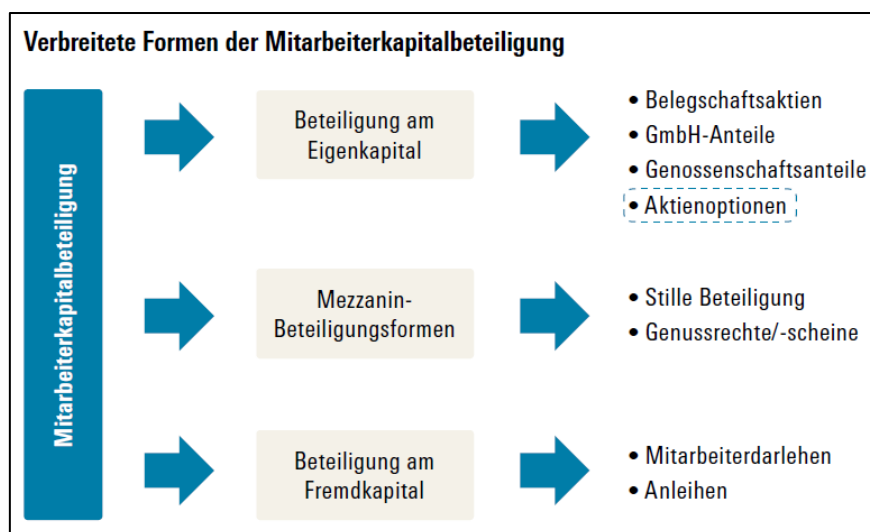 Verbreitete Formen der Mitarbeiterkapitalbeteiligung
Mitarbeiterkapitalbeteiligung
Beteiligung am
Eigenkapital
• Belegschaftsaktien
• GmbH-Anteile
• Genossenschaftsanteile
• Aktienoptionen
Mezzanin-
Beteiligungsformen
• Stille Beteiligung
• Genussrechte/-scheine
Beteiligung am
Fremdkapital
• Mitarbeiterdarlehen
• Anleihen